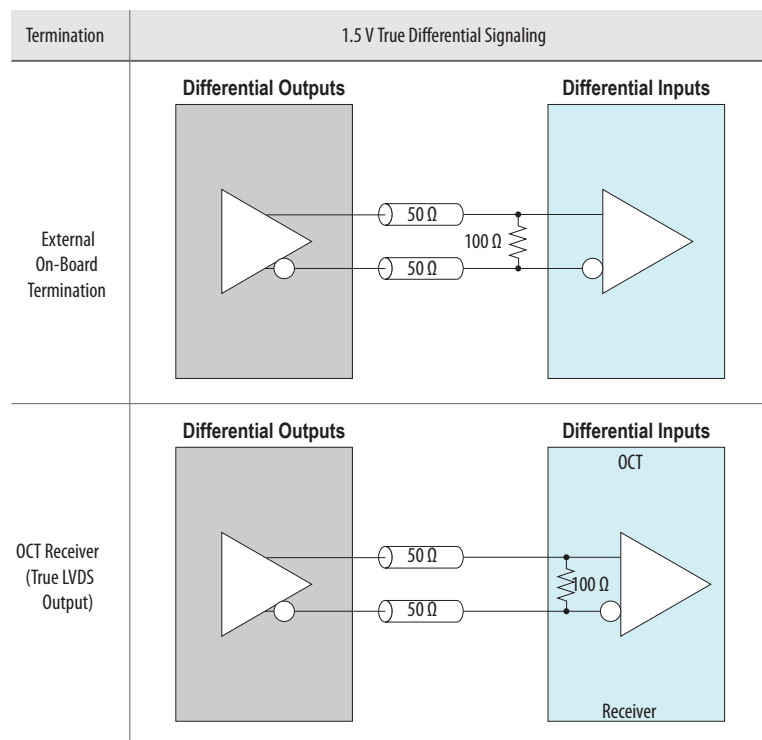 Termination
1.5 V True Differential Signaling
Differential Outputs
Differential Inputs
External
On-Board
Termination
50 Ω
100 Ω
50 Ω
Differential Outputs
Differential Inputs
OCT
OCT Receiver
(True LVDS
Output)
50 Ω
100 Ω
50 Ω
Receiver